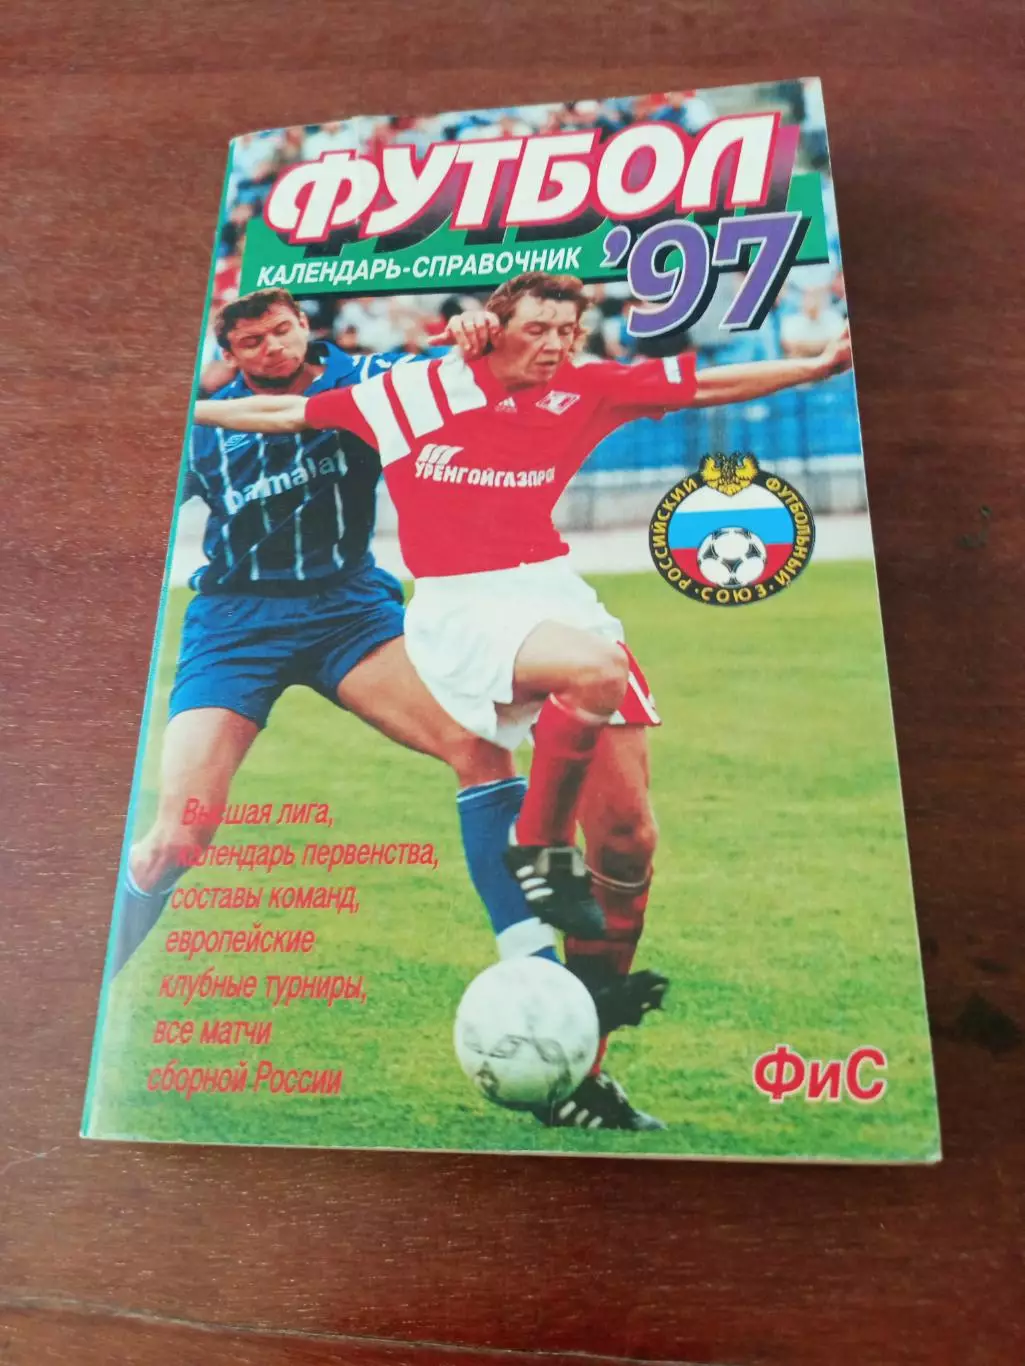 ФУТБОЛ
'97
КАЛЕНДАРЬ-СПРАВОЧНИК
parmalat
УРЕНГОЙГАЗПРОМ
РОССИЙСКИЙ ФУТБОЛЬНЫЙ
· СОЮЗ ·
Высшая лига,
календарь первенства,
составы команд,
европейские
клубные турниры,
все матчи
сборной России
ФиС